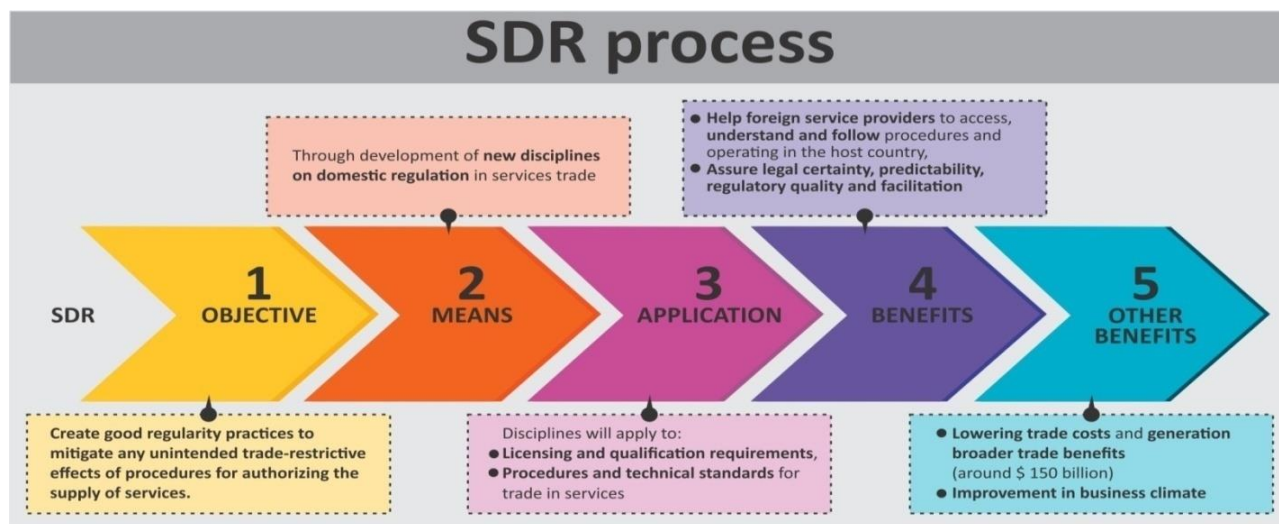 SDR process
SDR
1
OBJECTIVE
Create good regularity practices to
mitigate any unintended trade-restrictive
effects of procedures for authorizing the
supply of services.
2
MEANS
Through development of new disciplines
on domestic regulation in services trade
3
APPLICATION
Disciplines will apply to:
● Licensing and qualification requirements,
● Procedures and technical standards for
trade in services
4
BENEFITS
● Help foreign service providers to access,
understand and follow procedures and
operating in the host country,
● Assure legal certainty, predictability,
regulatory quality and facilitation
5
OTHER
BENEFITS
● Lowering trade costs and generation
broader trade benefits
(around $ 150 billion)
● Improvement in business climate